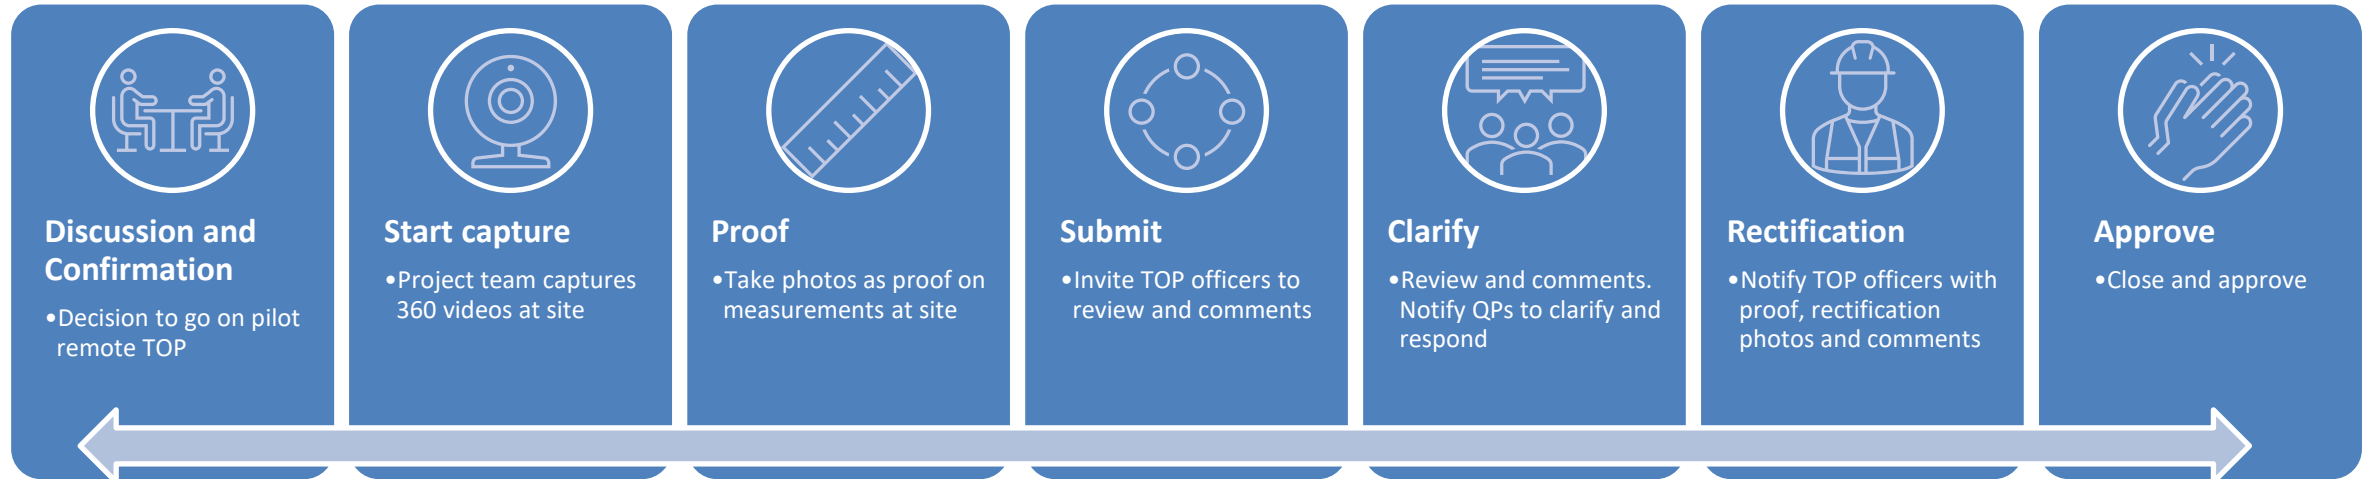 Discussion and
Confirmation
•Decision to go on pilot
remote TOP
Start capture
•Project team captures
360 videos at site
Proof
•Take photos as proof on
measurements at site
Submit
•Invite TOP officers to
review and comments
Clarify
•Review and comments.
Notify QPs to clarify and
respond
Rectification
•Notify TOP officers with
proof, rectification
photos and comments
Approve
•Close and approve